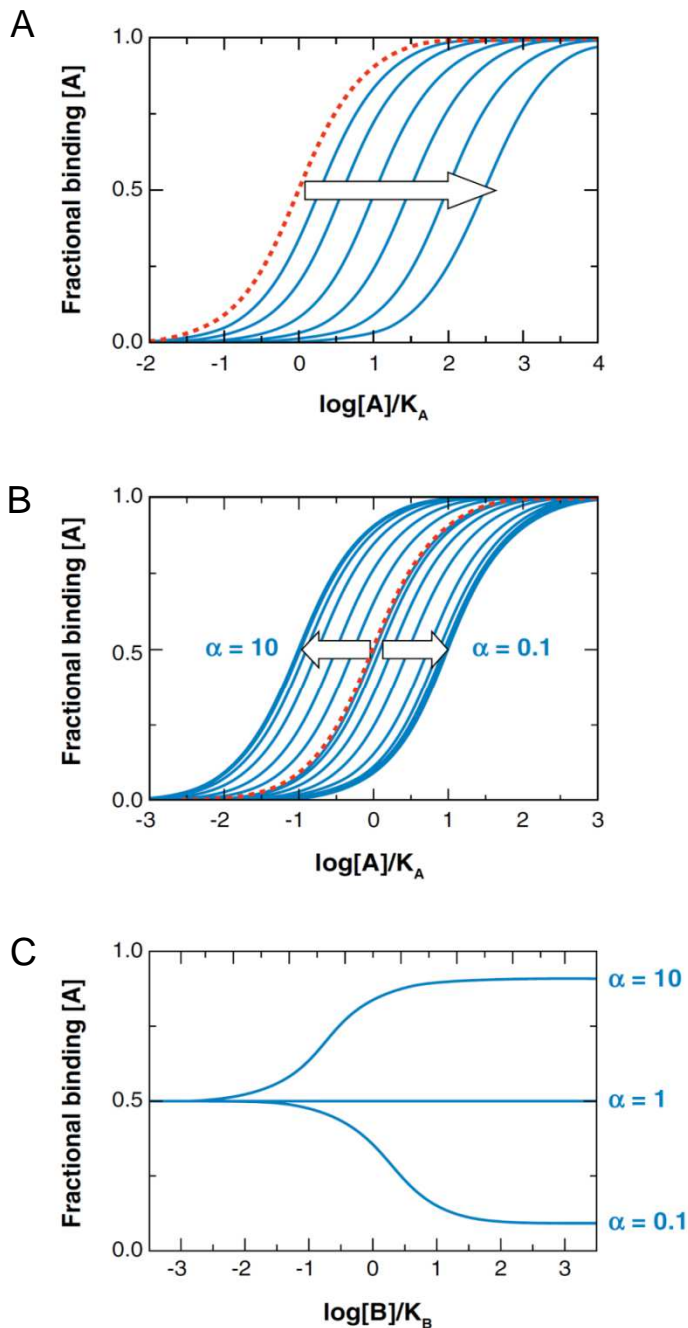 A
1.0
0.5
0.0
Fractional binding [A]
-2 -1 0 1 2 3 4
log[A]/K_A
B
1.0
0.5
0.0
Fractional binding [A]
α = 10
α = 0.1
-3 -2 -1 0 1 2 3
log[A]/K_A
C
1.0
0.5
0.0
Fractional binding [A]
α = 10
α = 1
α = 0.1
-3 -2 -1 0 1 2 3
log[B]/K_B